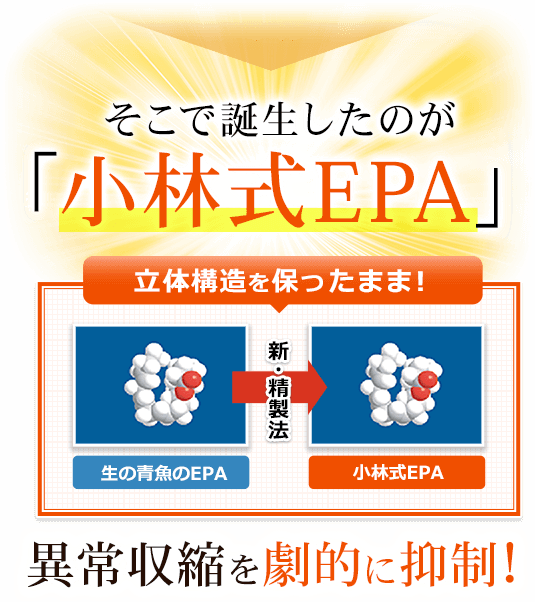 そこで誕生したのが
「小林式EPA」
立体構造を保ったまま!
新・精製法
生の青魚のEPA
小林式EPA
異常収縮を劇的に抑制!